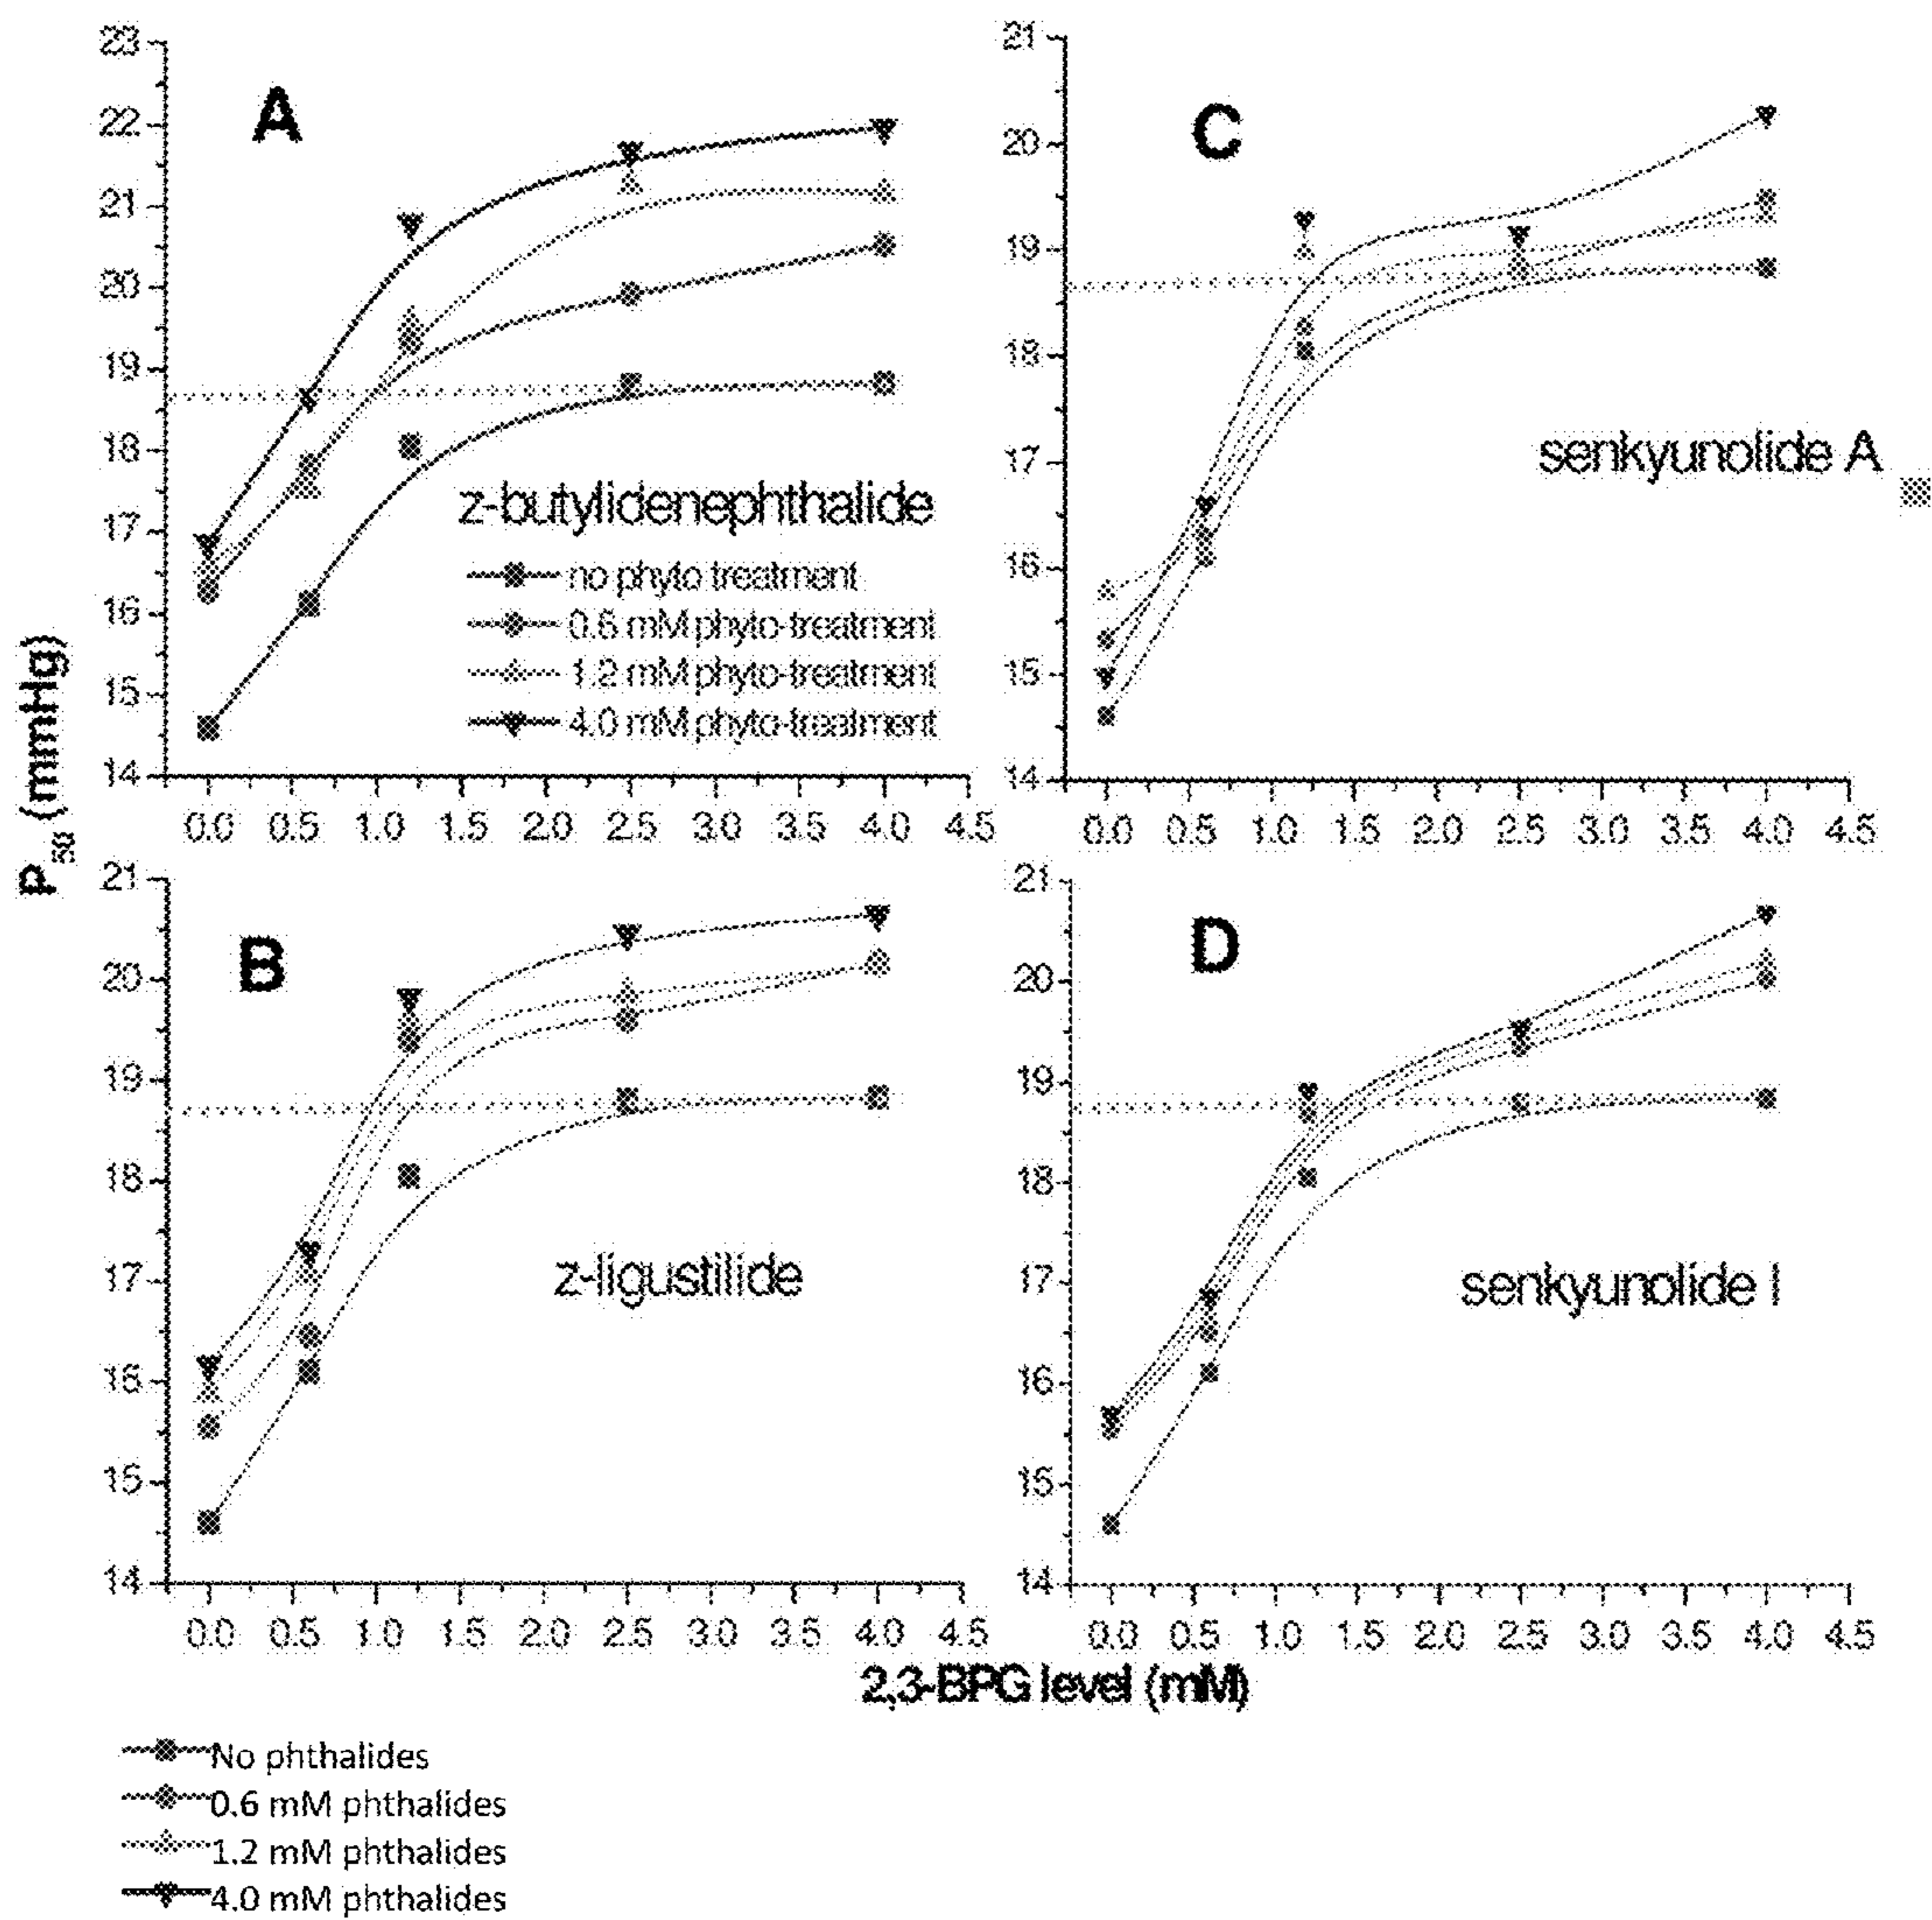 A
23
22
21
20
19
18
17
16
15
14
z-butylidenephthalide
no phyto treatment
0.6 mM phyto-treatment
1.2 mM phyto-treatment
4.0 mM phyto-treatment
0.0 0.5 1.0 1.5 2.0 2.5 3.0 3.5 4.0 4.5
C
21
20
19
18
17
16
15
14
senkyunolide A
0.0 0.5 1.0 1.5 2.0 2.5 3.0 3.5 4.0 4.5
P50 (mmHg)
B
21
20
19
18
17
16
15
14
z-ligustilide
0.0 0.5 1.0 1.5 2.0 2.5 3.0 3.5 4.0 4.5
D
21
20
19
18
17
16
15
14
senkyunolide I
0.0 0.5 1.0 1.5 2.0 2.5 3.0 3.5 4.0 4.5
2,3-BPG level (mM)
No phthalides
0.6 mM phthalides
1.2 mM phthalides
4.0 mM phthalides